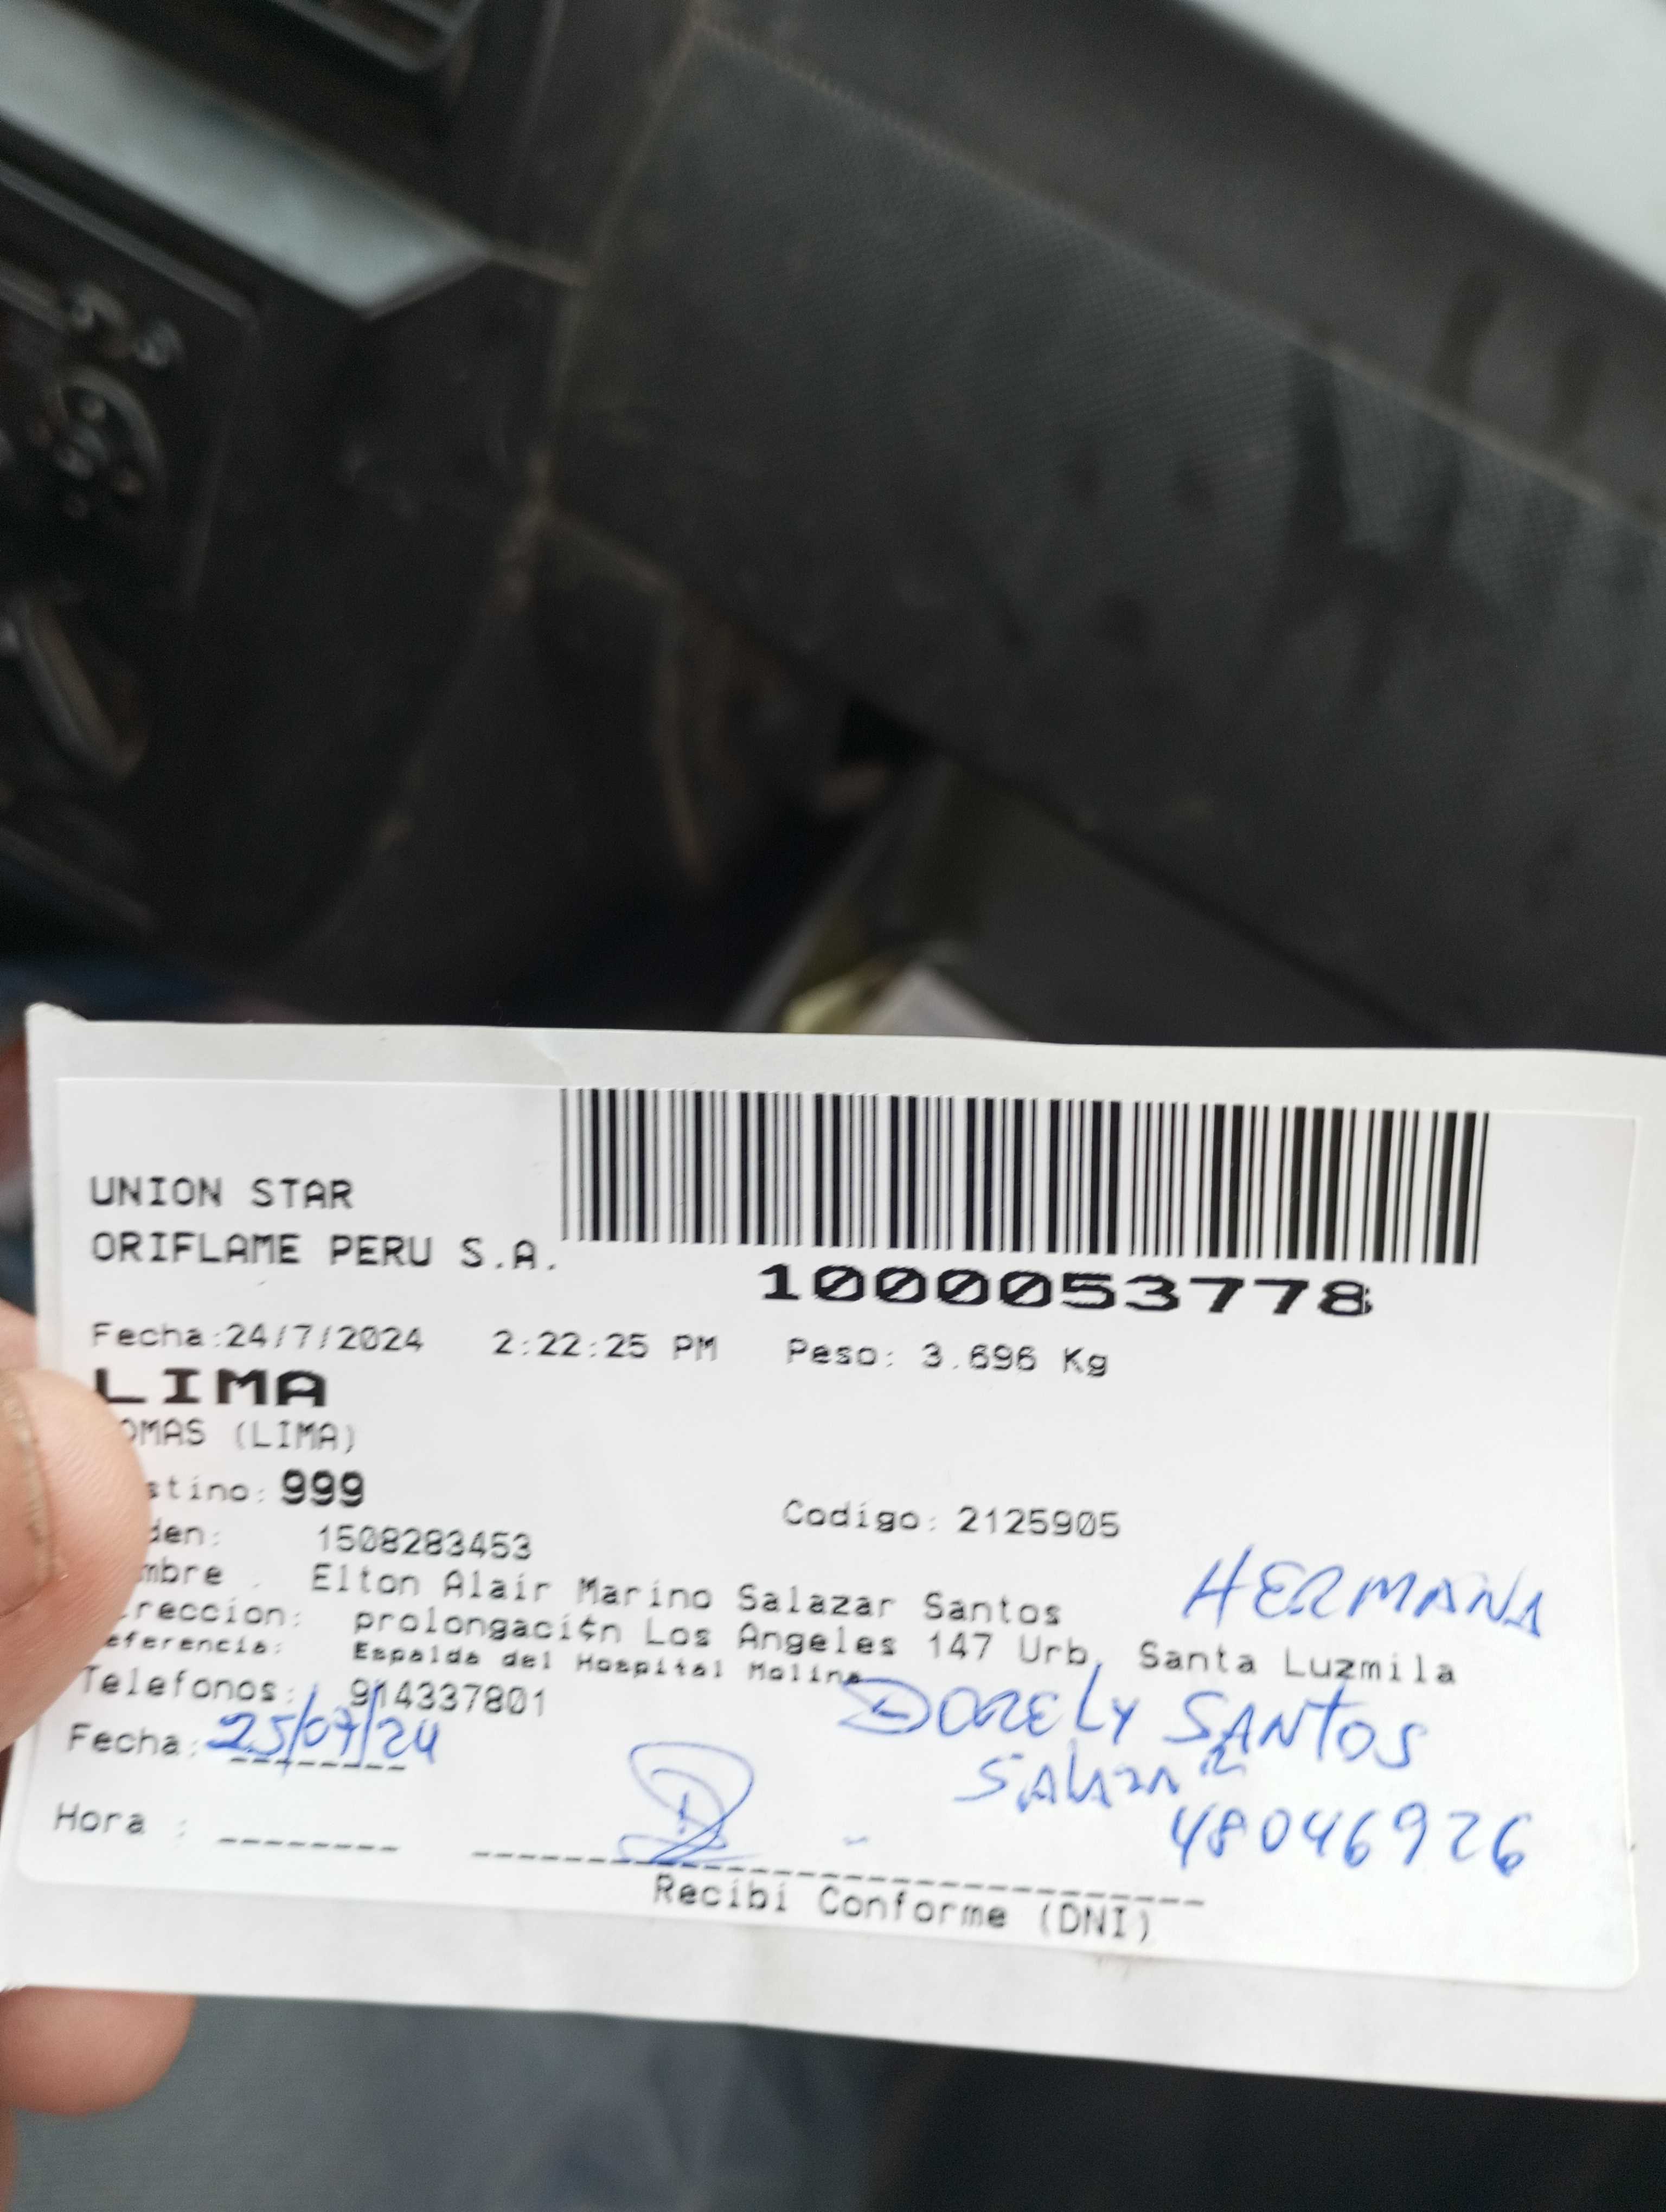 UNION STAR
ORIFLAME PERU S.A.
1000053778
Fecha:24/7/2024 2:22:25 PM Peso: 3.696 Kg
LIMA
OMAS (LIMA)
stino: 999
Codigo: 2125905
den: 1508283453
mbre : Elton Alair Marino Salazar Santos
HERMANA
reccion: prolongaci¢n Los Angeles 147 Urb. Santa Luzmila
eferencia: Espalda del Hospital Molina
Telefonos: 914337801
DORELY SANTOS
Fecha: 25/07/24
48046926
Hora :
Recibi Conforme (DNI)